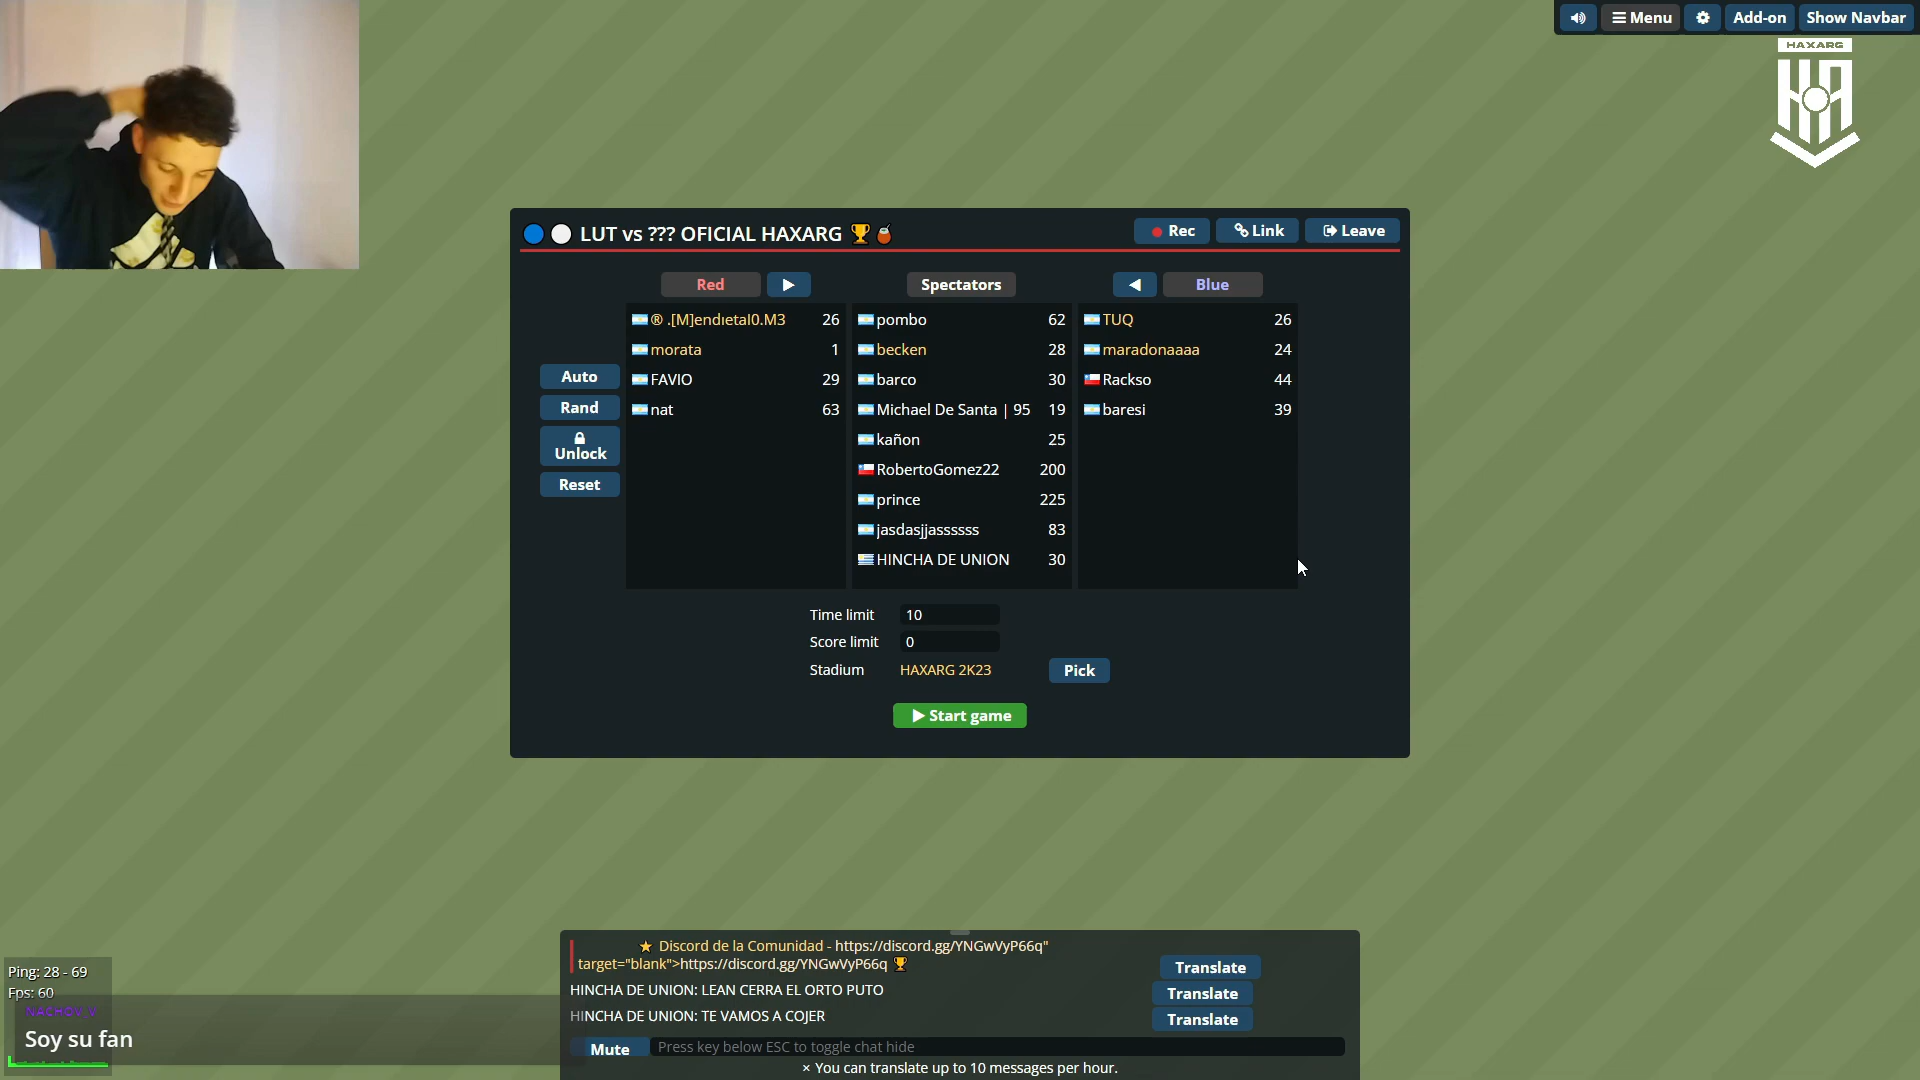 Menu
Add-on
Show Navbar
HAXARG
HA
LUT vs ??? OFICIAL HAXARG
Rec
Link
Leave
Red
Spectators
Blue
® .[M]endıetal0.M3 26
morata 1
FAVIO 29
nat 63
pombo 62
becken 28
barco 30
Michael De Santa | 95 19
kañon 25
RobertoGomez22 200
prince 225
jasdasjjassssss 83
HINCHA DE UNION 30
TUQ 26
maradonaaaa 24
Rackso 44
baresi 39
Auto
Rand
Unlock
Reset
Time limit 10
Score limit 0
Stadium HAXARG 2K23
Pick
Start game
Discord de la Comunidad - https://discord.gg/YNGwVyP66q"
target="blank">https://discord.gg/YNGwVyP66q
Translate
HINCHA DE UNION: LEAN CERRA EL ORTO PUTO
Translate
HINCHA DE UNION: TE VAMOS A COJER
Translate
Mute
Press key below ESC to toggle chat hide
× You can translate up to 10 messages per hour.
Ping: 28 - 69
Fps: 60
NACHOV_V
Soy su fan